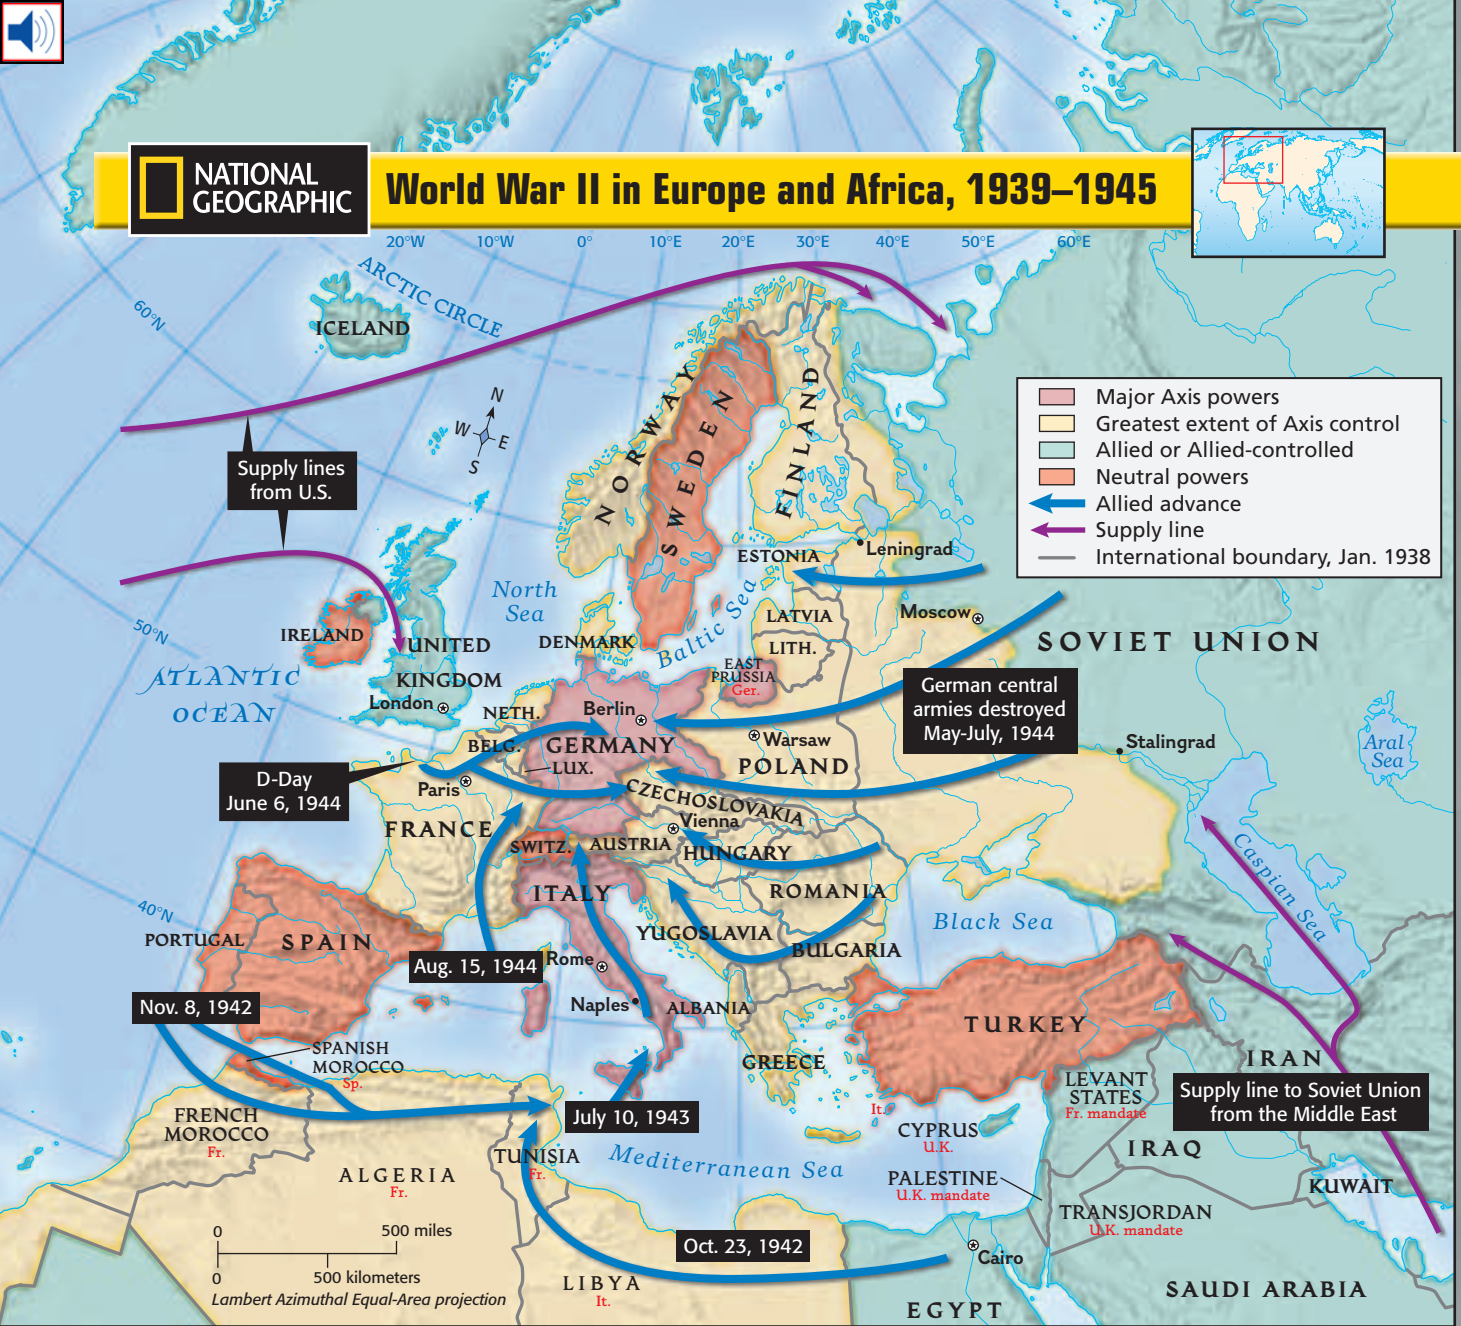 NATIONAL
GEOGRAPHIC
World War II in Europe and Africa, 1939–1945
20°W
10°W
0°
10°E
20°E
30°E
40°E
50°E
60°E
ARCTIC CIRCLE
60°N
ICELAND
N
W
E
S
Supply lines
from U.S.
Major Axis powers
Greatest extent of Axis control
Allied or Allied-controlled
Neutral powers
Allied advance
Supply line
International boundary, Jan. 1938
NORWAY
SWEDEN
FINLAND
Leningrad
ESTONIA
North
Sea
Baltic Sea
LATVIA
Moscow
LITH.
SOVIET UNION
50°N
IRELAND
UNITED
KINGDOM
London
DENMARK
EAST
PRUSSIA
Ger.
ATLANTIC
OCEAN
NETH.
Berlin
German central
armies destroyed
May-July, 1944
BELG.
GERMANY
LUX.
Warsaw
POLAND
Stalingrad
Aral
Sea
D-Day
June 6, 1944
Paris
CZECHOSLOVAKIA
Vienna
FRANCE
SWITZ.
AUSTRIA
HUNGARY
Caspian Sea
ITALY
ROMANIA
40°N
PORTUGAL
SPAIN
YUGOSLAVIA
BULGARIA
Black Sea
Aug. 15, 1944
Rome
Naples
ALBANIA
Nov. 8, 1942
TURKEY
SPANISH
MOROCCO
Sp.
GREECE
IRAN
LEVANT
STATES
Fr. mandate
Supply line to Soviet Union
from the Middle East
FRENCH
MOROCCO
Fr.
July 10, 1943
It.
CYPRUS
U.K.
IRAQ
ALGERIA
Fr.
TUNISIA
Fr.
Mediterranean Sea
PALESTINE
U.K. mandate
KUWAIT
TRANSJORDAN
U.K. mandate
0
500 miles
0
500 kilometers
Lambert Azimuthal Equal-Area projection
Oct. 23, 1942
Cairo
LIBYA
It.
EGYPT
SAUDI ARABIA